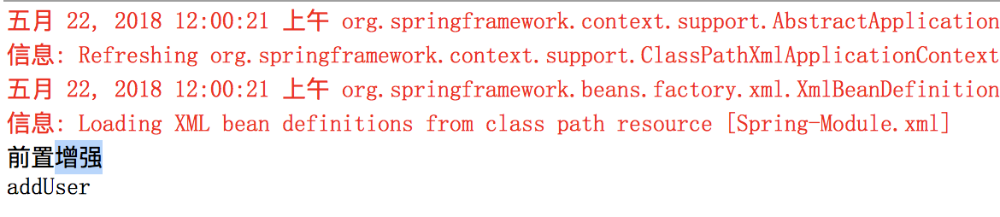 五月 22, 2018 12:00:21 上午 org.springframework.context.support.AbstractApplication
信息: Refreshing org.springframework.context.support.ClassPathXmlApplicationContext
五月 22, 2018 12:00:21 上午 org.springframework.beans.factory.xml.XmlBeanDefinition
信息: Loading XML bean definitions from class path resource [Spring-Module.xml]
前置增强
addUser